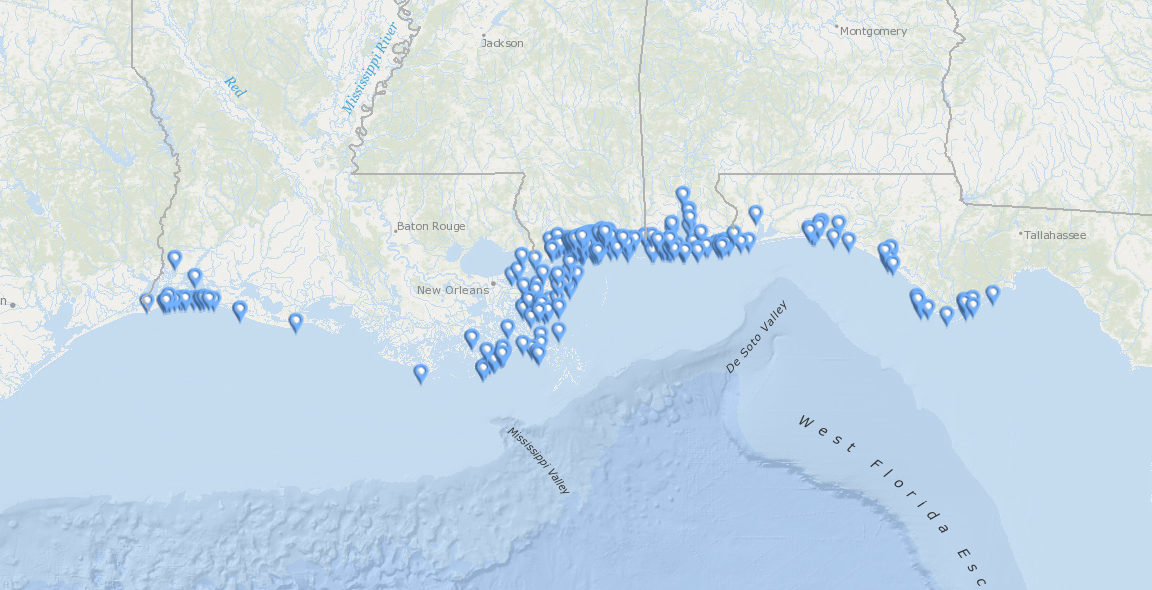 Montgomery
Jackson
Mississippi River
Red
Baton Rouge
Tallahassee
New Orleans
n
De Soto Valley
Mississippi Valley
West Florida Esc